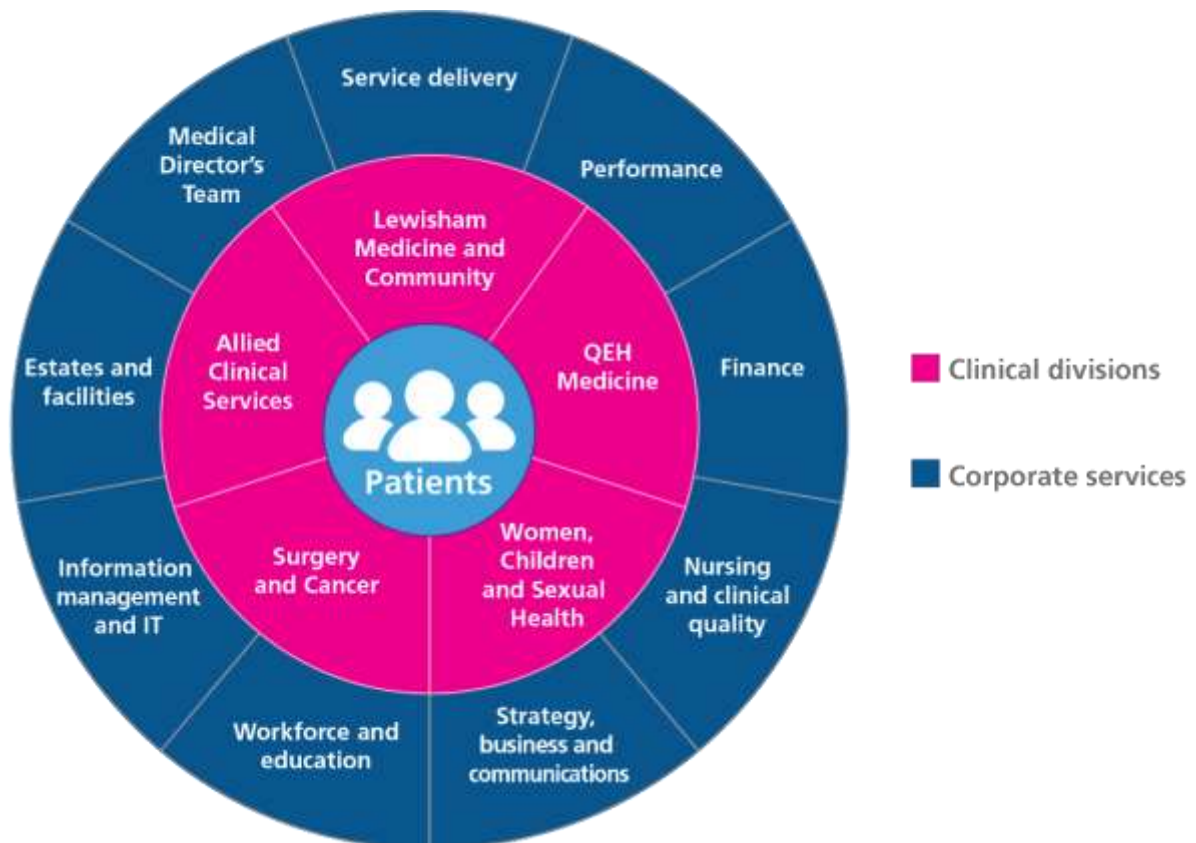 Service delivery
Performance
Finance
Nursing
and clinical
quality
Strategy,
business and
communications
Workforce and
education
Information
management
and IT
Estates and
facilities
Medical
Director's
Team
Lewisham
Medicine and
Community
QEH
Medicine
Women,
Children
and Sexual
Health
Surgery
and Cancer
Allied
Clinical
Services
Patients
Clinical divisions
Corporate services